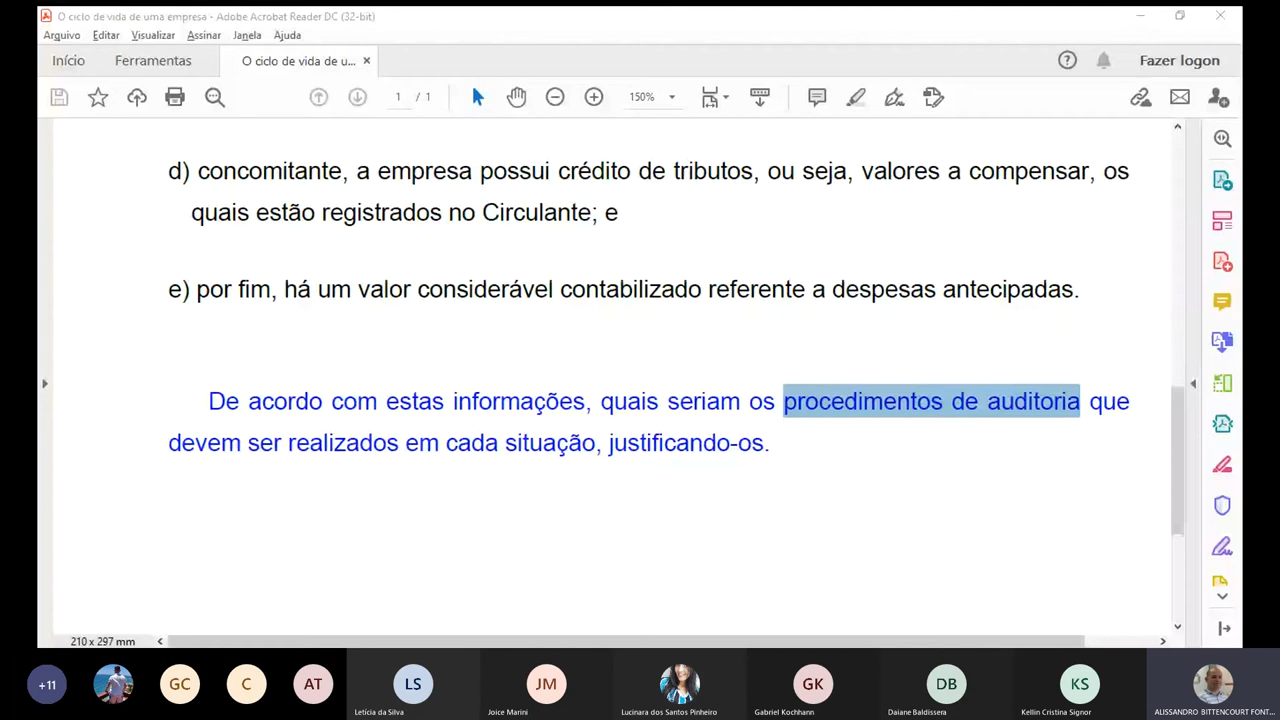 O ciclo de vida de uma empresa - Adobe Acrobat Reader DC (32-bit)
Arquivo Editar Visualizar Assinar Janela Ajuda
Início Ferramentas O ciclo de vida de u... × Fazer logon
1 / 1 150%
d) concomitante, a empresa possui crédito de tributos, ou seja, valores a compensar, os
quais estão registrados no Circulante; e
e) por fim, há um valor considerável contabilizado referente a despesas antecipadas.
De acordo com estas informações, quais seriam os procedimentos de auditoria que
devem ser realizados em cada situação, justificando-os.
210 x 297 mm
+11 GC C AT LS JM GK DB KS
Letícia da Silva Joice Marini Lucinara dos Santos Pinheiro Gabriel Kochhann Daiane Baldissera Kellin Cristina Signor ALISSANDRO BITTENCOURT FONT...